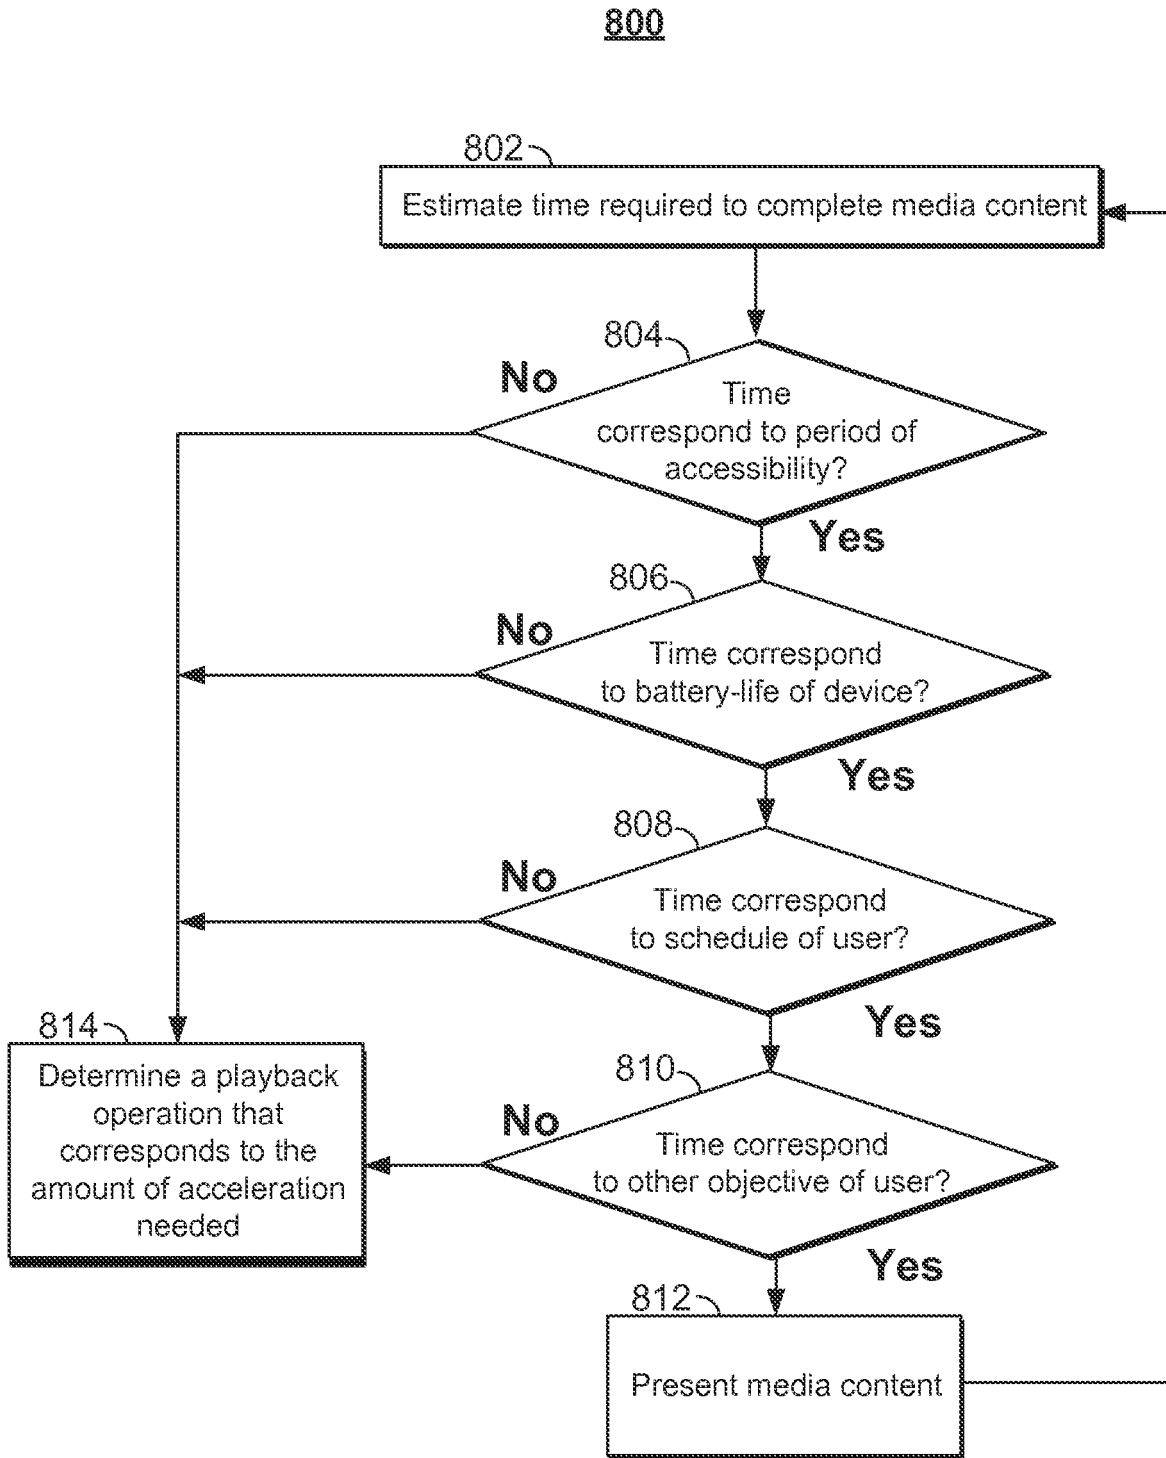 800
802
Estimate time required to complete media content
804
No
Time
correspond to period of
accessibility?
Yes
806
No
Time correspond
to battery-life of device?
Yes
808
No
Time correspond
to schedule of user?
Yes
814
Determine a playback
operation that
corresponds to the
amount of acceleration
needed
810
No
Time correspond
to other objective of user?
Yes
812
Present media content